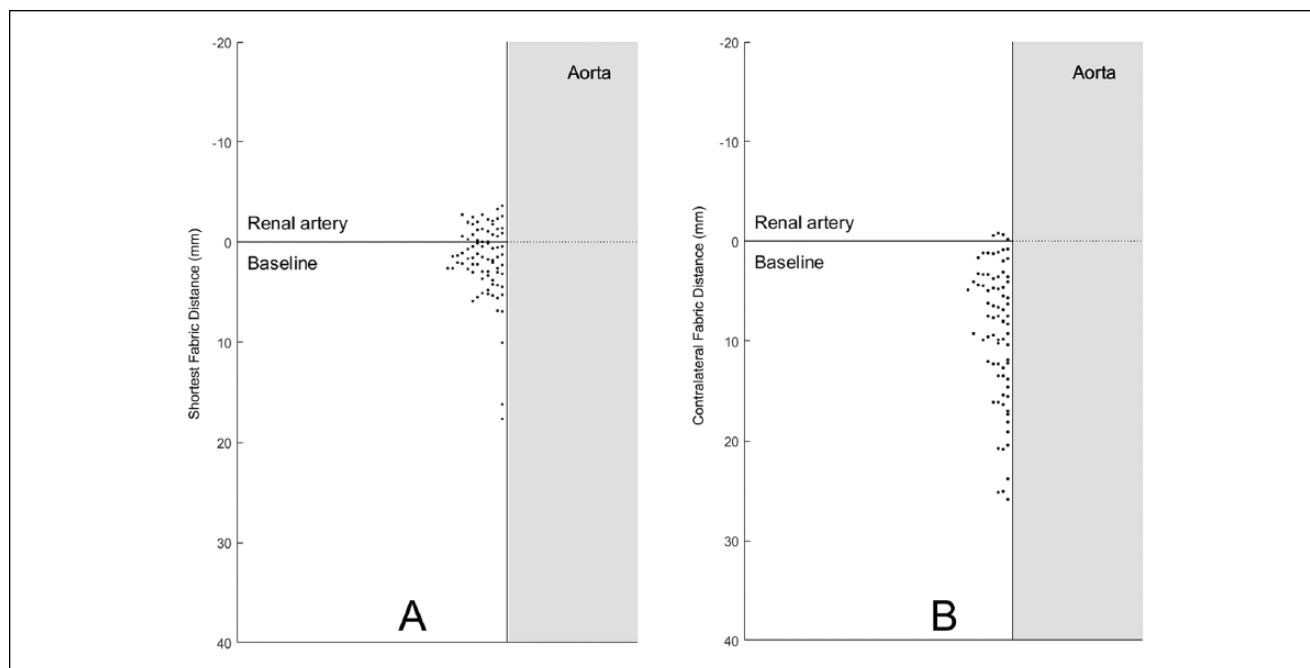 -20
-10
0
10
20
30
40
Shortest Fabric Distance (mm)
Renal artery
Baseline
Aorta
A
-20
-10
0
10
20
30
40
Contralateral Fabric Distance (mm)
Renal artery
Baseline
Aorta
B